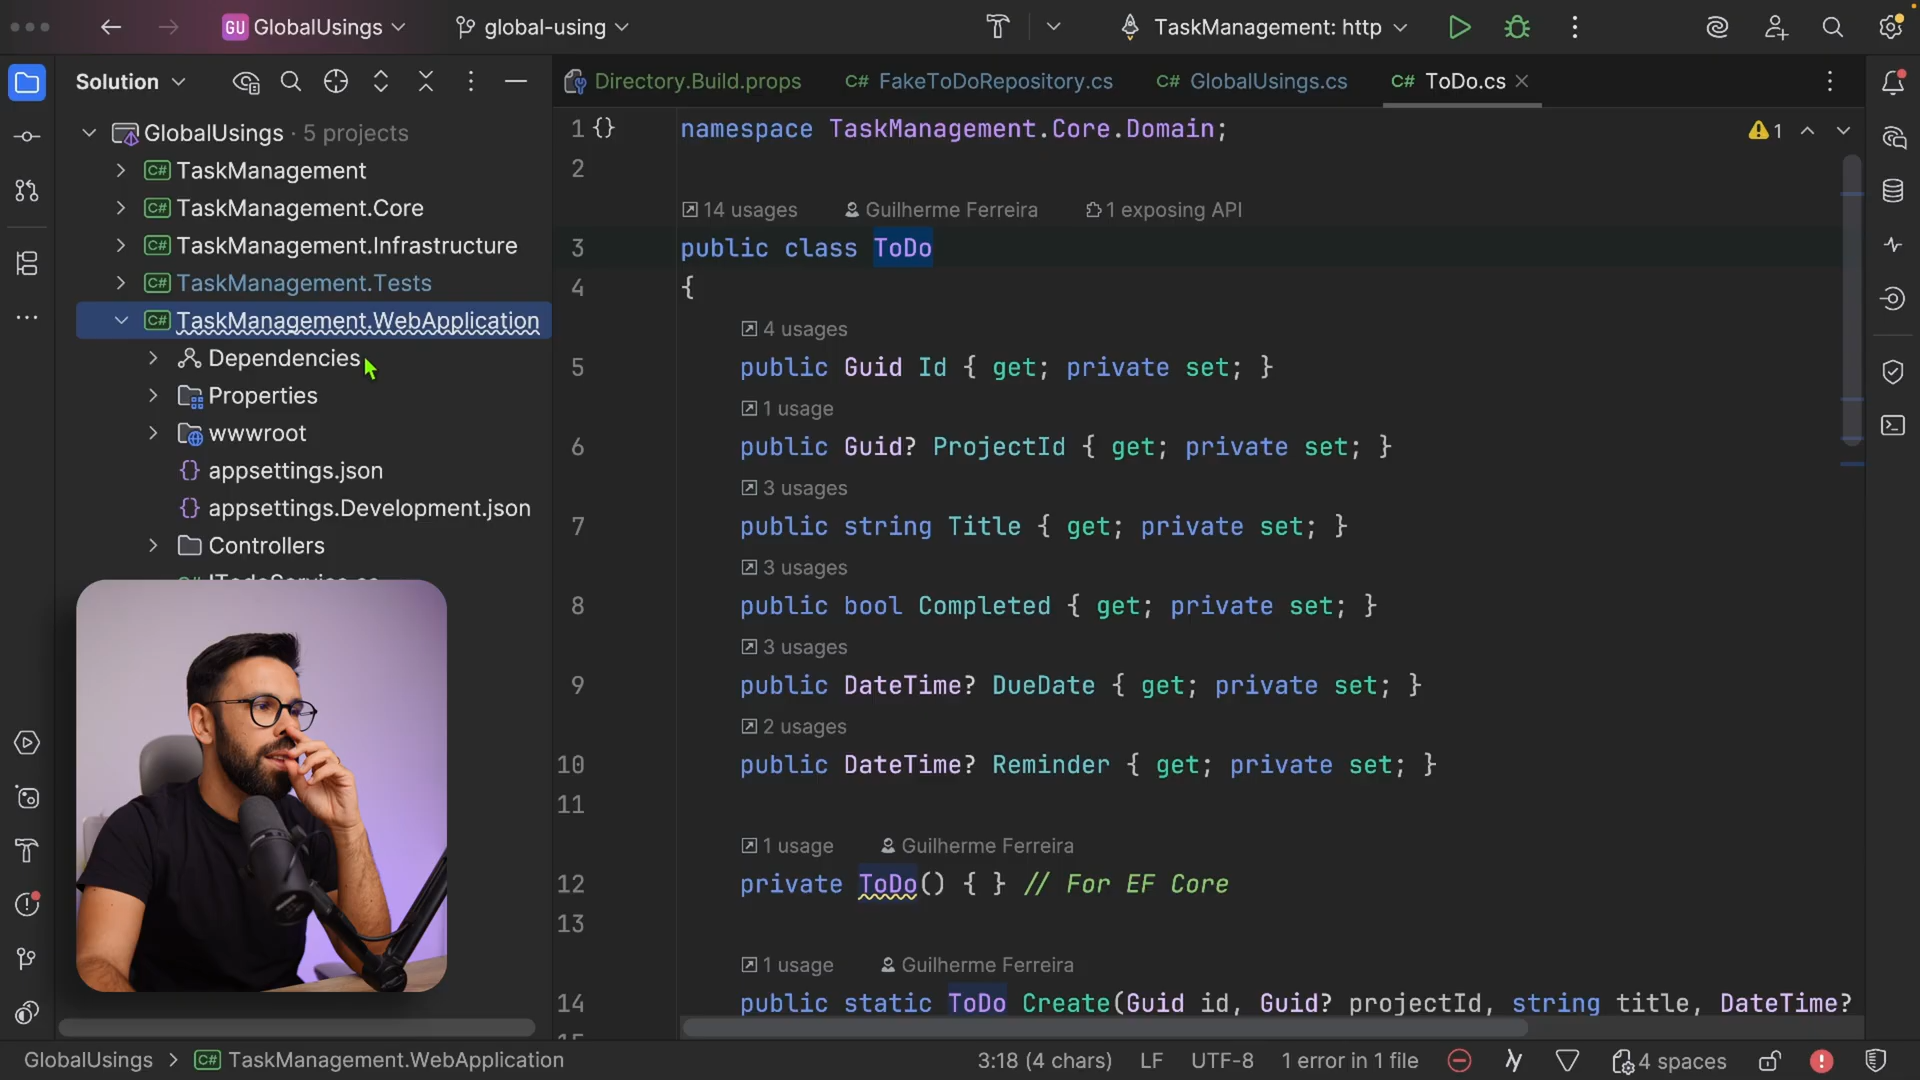 GU GlobalUsings
global-using
TaskManagement: http
Solution
Directory.Build.props
C# FakeToDoRepository.cs
C# GlobalUsings.cs
C# ToDo.cs
GlobalUsings · 5 projects
C# TaskManagement
C# TaskManagement.Core
C# TaskManagement.Infrastructure
C# TaskManagement.Tests
C# TaskManagement.WebApplication
Dependencies
Properties
wwwroot
{} appsettings.json
{} appsettings.Development.json
Controllers
1 {} namespace TaskManagement.Core.Domain;
1
2
14 usages Guilherme Ferreira 1 exposing API
3 public class ToDo
4 {
4 usages
5 public Guid Id { get; private set; }
1 usage
6 public Guid? ProjectId { get; private set; }
3 usages
7 public string Title { get; private set; }
3 usages
8 public bool Completed { get; private set; }
3 usages
9 public DateTime? DueDate { get; private set; }
2 usages
10 public DateTime? Reminder { get; private set; }
11
1 usage Guilherme Ferreira
12 private ToDo() { } // For EF Core
13
1 usage Guilherme Ferreira
14 public static ToDo Create(Guid id, Guid? projectId, string title, DateTime?
GlobalUsings > C# TaskManagement.WebApplication
3:18 (4 chars) LF UTF-8 1 error in 1 file 4 spaces